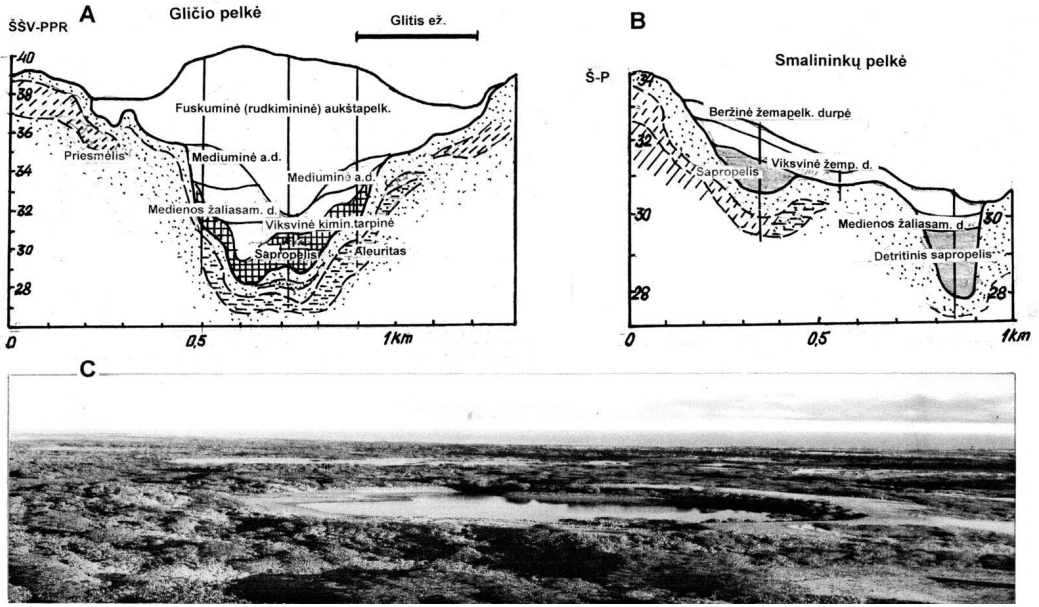 A
Gličio pelkė
Glitis ež.
ŠŠV-PPR
40
38
36
34
32
30
28
Fuskuminė (rudkimininė) aukštapelk.
Priesmėlis
Mediuminė a.d.
Mediuminė a.d.
Medienos žaliasam. d.
Viksvinė kimin.tarpinė
Sapropelis
Aleuritas
0
0,5
1km
B
Smalininkų pelkė
Š-P
34
32
30
28
Beržinė žemapelk. durpė
Viksvinė žemp. d.
Sapropelis
Medienos žaliasam. d.
Detritinis sapropelis
30
28
0
0,5
1km
C